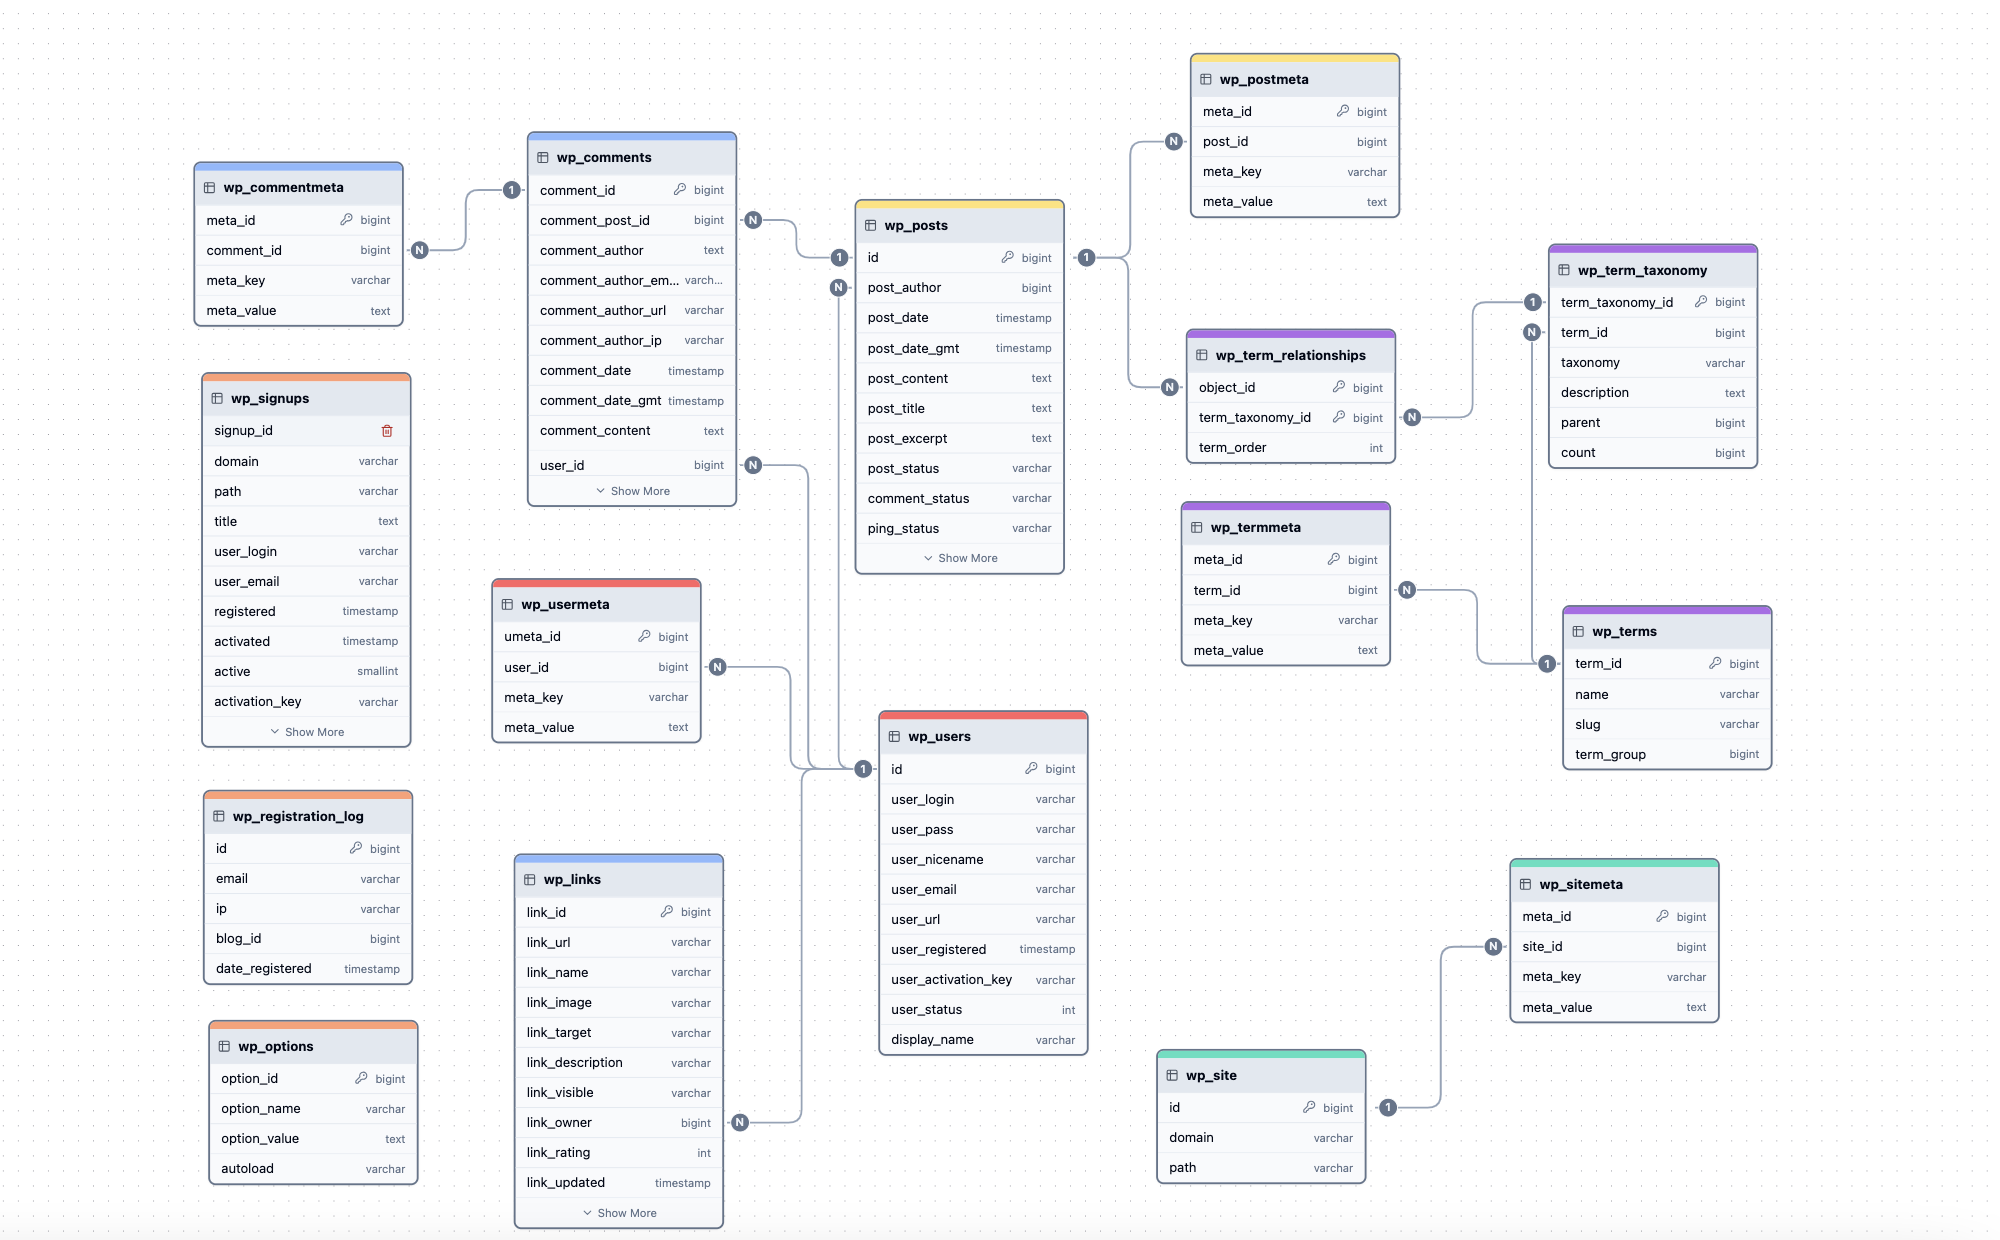 wp_commentmeta
meta_id bigint
comment_id bigint
meta_key varchar
meta_value text
N
1
wp_signups
signup_id
domain varchar
path varchar
title text
user_login varchar
user_email varchar
registered timestamp
activated timestamp
active smallint
activation_key varchar
Show More
wp_registration_log
id bigint
email varchar
ip varchar
blog_id bigint
date_registered timestamp
wp_options
option_id bigint
option_name varchar
option_value text
autoload varchar
wp_comments
comment_id bigint
comment_post_id bigint
comment_author text
comment_author_em... varch...
comment_author_url varchar
comment_author_ip varchar
comment_date timestamp
comment_date_gmt timestamp
comment_content text
user_id bigint
Show More
N
N
wp_usermeta
umeta_id bigint
user_id bigint
meta_key varchar
meta_value text
N
wp_links
link_id bigint
link_url varchar
link_name varchar
link_image varchar
link_target varchar
link_description varchar
link_visible varchar
link_owner bigint
link_rating int
link_updated timestamp
Show More
N
1
N
wp_posts
id bigint
post_author bigint
post_date timestamp
post_date_gmt timestamp
post_content text
post_title text
post_excerpt text
post_status varchar
comment_status varchar
ping_status varchar
Show More
1
1
wp_users
id bigint
user_login varchar
user_pass varchar
user_nicename varchar
user_email varchar
user_url varchar
user_registered timestamp
user_activation_key varchar
user_status int
display_name varchar
N
wp_postmeta
meta_id bigint
post_id bigint
meta_key varchar
meta_value text
N
wp_term_relationships
object_id bigint
term_taxonomy_id bigint
term_order int
N
wp_termmeta
meta_id bigint
term_id bigint
meta_key varchar
meta_value text
N
1
N
wp_term_taxonomy
term_taxonomy_id bigint
term_id bigint
taxonomy varchar
description text
parent bigint
count bigint
1
wp_terms
term_id bigint
name varchar
slug varchar
term_group bigint
N
wp_sitemeta
meta_id bigint
site_id bigint
meta_key varchar
meta_value text
wp_site
id bigint
domain varchar
path varchar
1